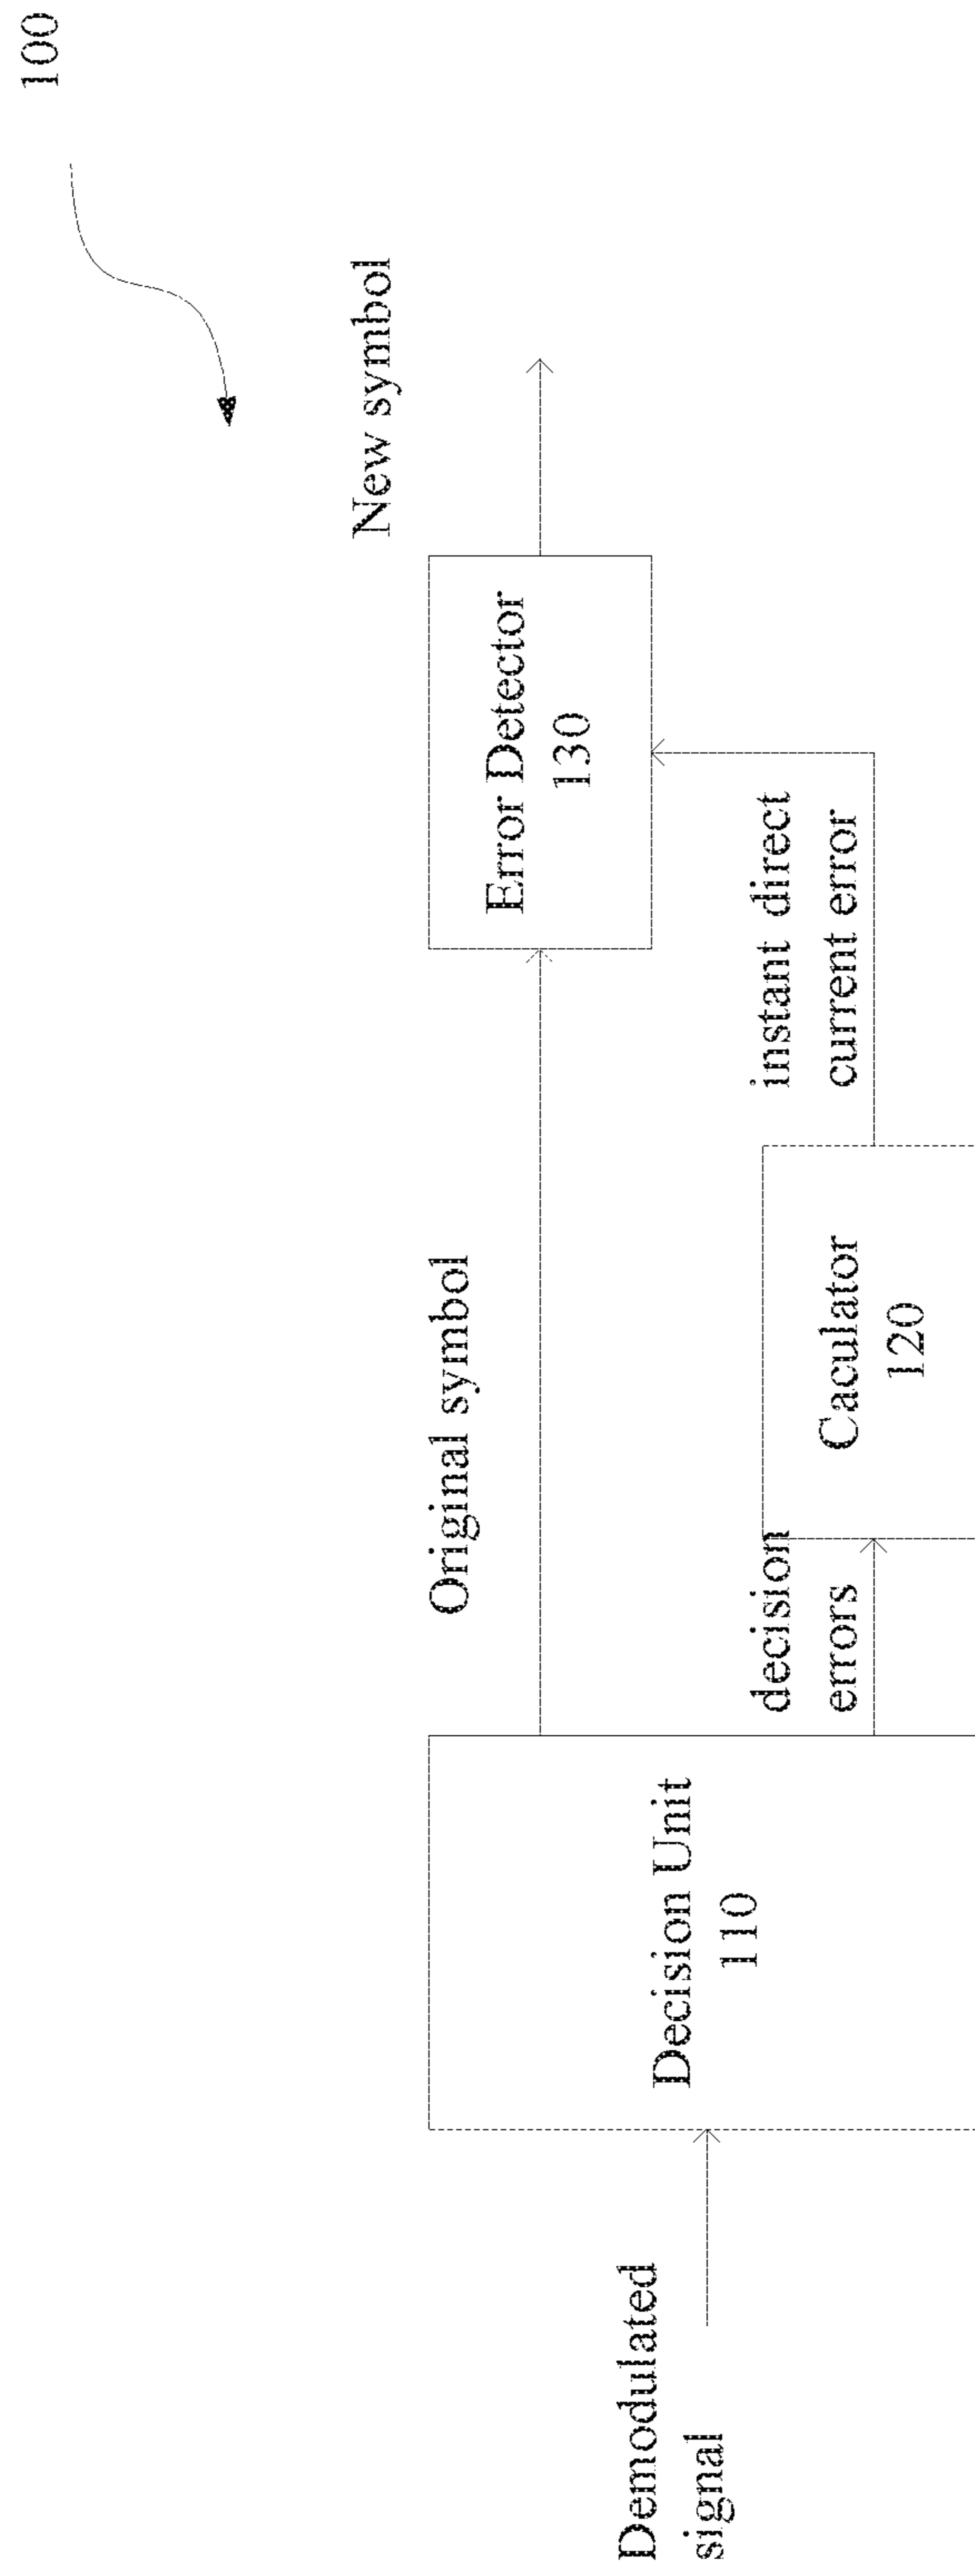 100
Demodulated
signal
Decision Unit
110
Original symbol
decision
errors
Caculator
120
instant direct
current error
Error Detector
130
New symbol